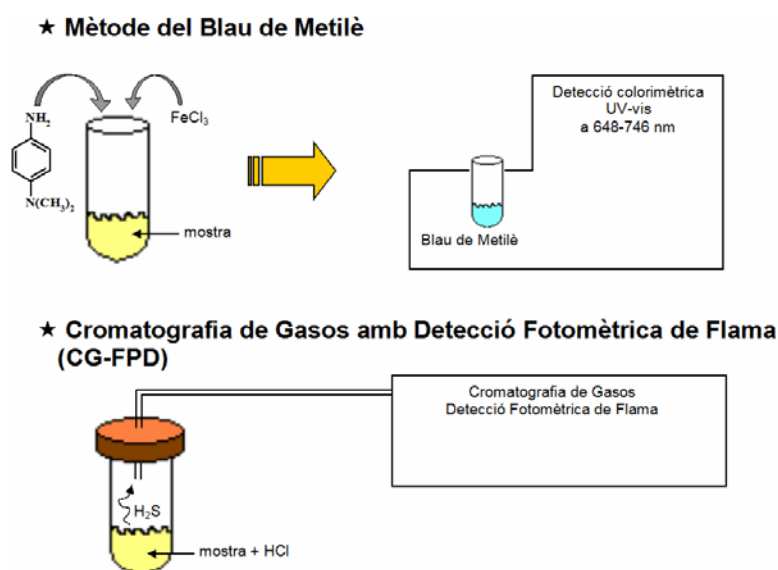 ★ Mètode del Blau de Metilè
NH2
N(CH3)2
FeCl3
mostra
Detecció colorimètrica
UV-vis
a 648-746 nm
Blau de Metilè
★ Cromatografia de Gasos amb Detecció Fotomètrica de Flama
(CG-FPD)
Cromatografia de Gasos
Detecció Fotomètrica de Flama
H2S
mostra + HCl